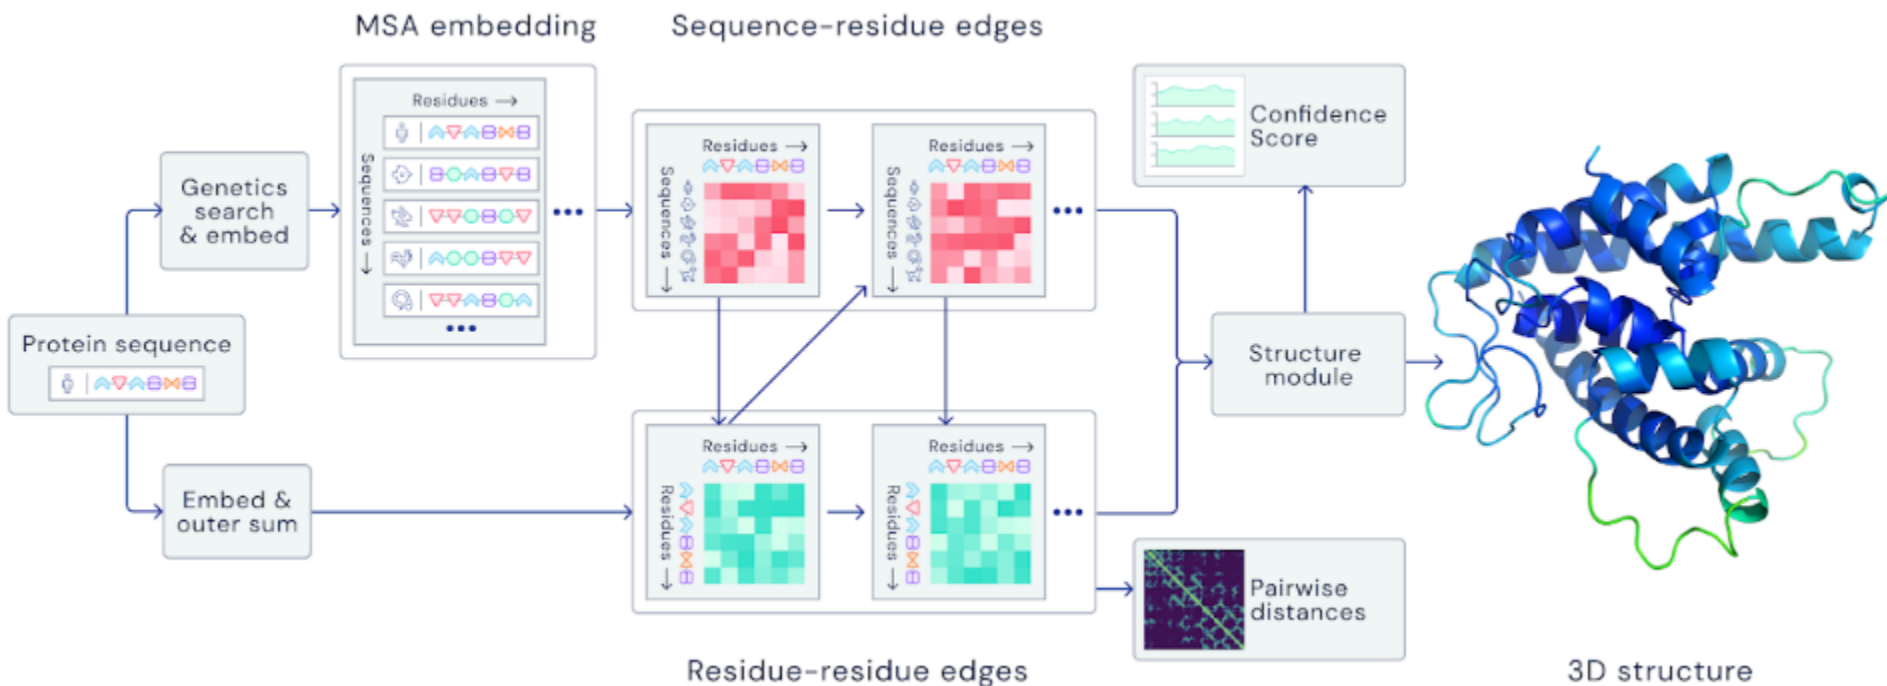 MSA embedding
Sequence-residue edges
Residues →
Sequences →
•••
•••
Genetics
search
& embed
Protein sequence
Embed &
outer sum
Residues →
Sequences →
Residues →
Sequences →
•••
Residues →
Residues →
Residues →
Residues →
•••
Confidence
Score
Structure
module
Pairwise
distances
Residue-residue edges
3D structure